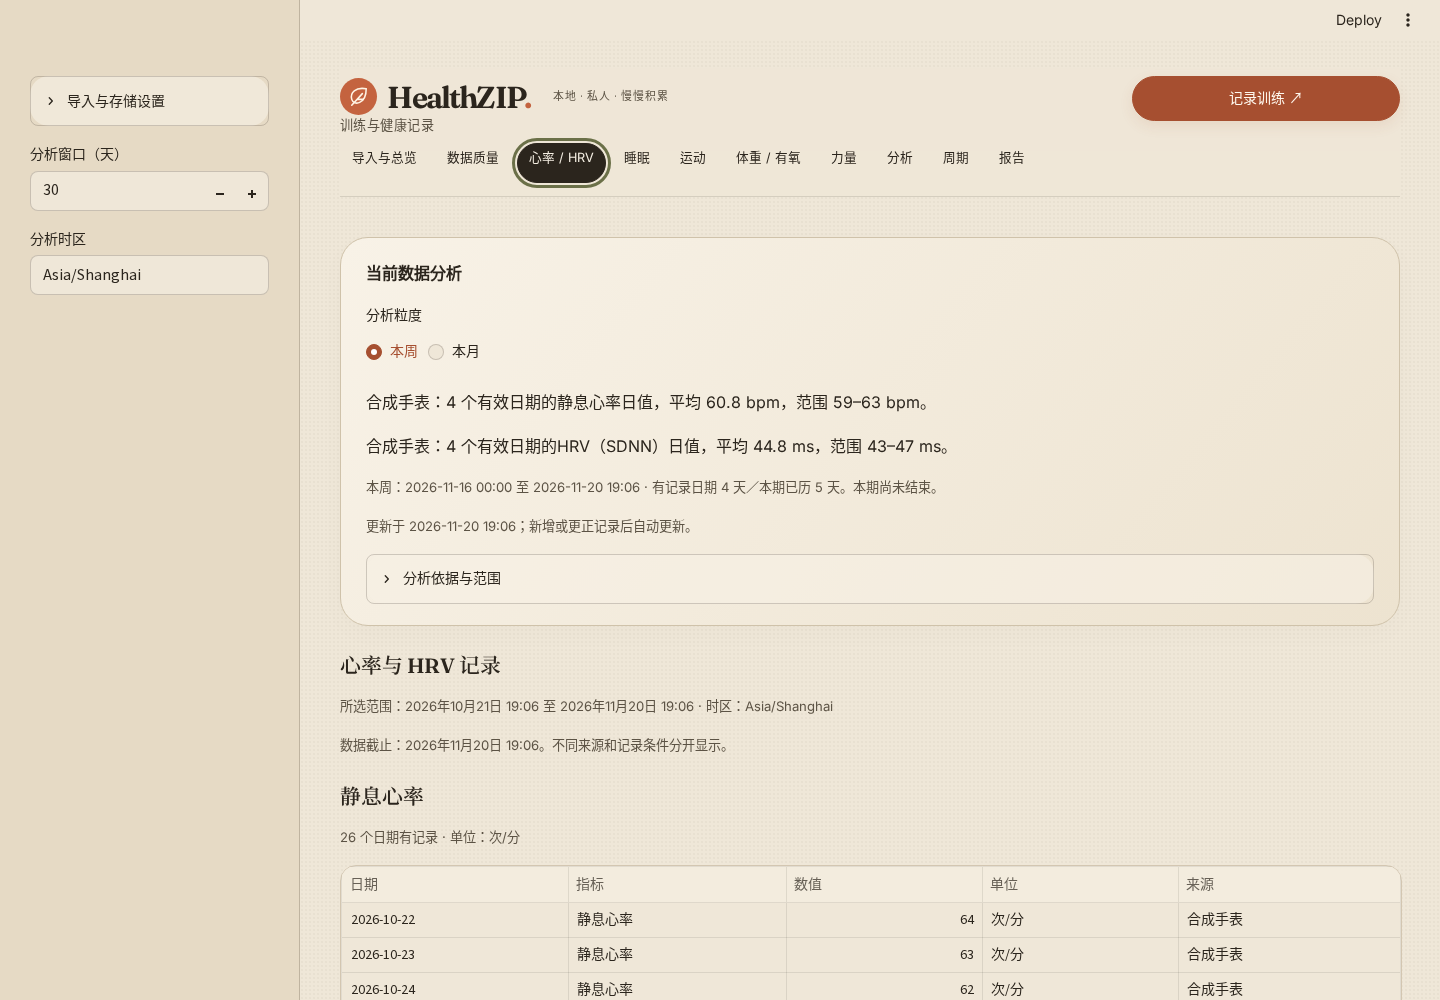 Deploy
导入与存储设置
分析窗口（天）
30
分析时区
Asia/Shanghai
HealthZIP.
本地 · 私人 · 慢慢积累
记录训练 ↗
训练与健康记录
导入与总览 数据质量 心率 / HRV 睡眠 运动 体重 / 有氧 力量 分析 周期 报告
当前数据分析
分析粒度
本周 本月
合成手表：4 个有效日期的静息心率日值，平均 60.8 bpm，范围 59–63 bpm。
合成手表：4 个有效日期的HRV（SDNN）日值，平均 44.8 ms，范围 43–47 ms。
本周：2026-11-16 00:00 至 2026-11-20 19:06 · 有记录日期 4 天／本期已历 5 天。本期尚未结束。
更新于 2026-11-20 19:06；新增或更正记录后自动更新。
分析依据与范围
心率与 HRV 记录
所选范围：2026年10月21日 19:06 至 2026年11月20日 19:06 · 时区：Asia/Shanghai
数据截止：2026年11月20日 19:06。不同来源和记录条件分开显示。
静息心率
26 个日期有记录 · 单位：次/分
日期 指标 数值 单位 来源
2026-10-22 静息心率 64 次/分 合成手表
2026-10-23 静息心率 63 次/分 合成手表
2026-10-24 静息心率 62 次/分 合成手表